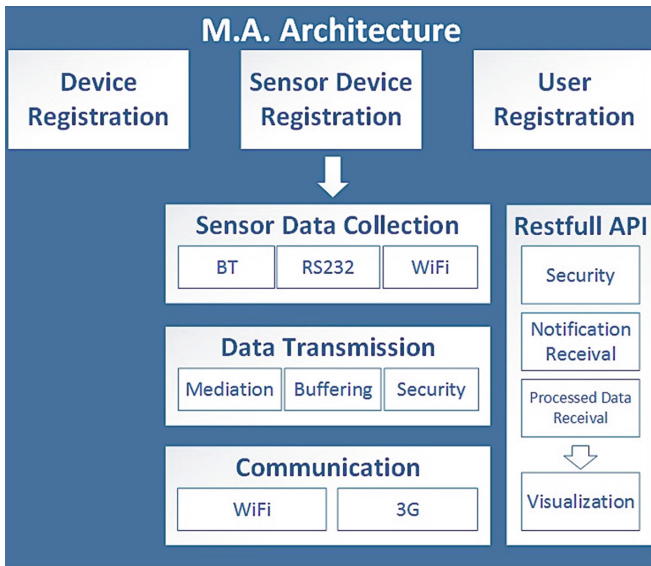 M.A. Architecture
Device
Registration
Sensor Device
Registration
User
Registration
Sensor Data Collection
BT
RS232
WiFi
Data Transmission
Mediation
Buffering
Security
Communication
WiFi
3G
Restfull API
Security
Notification
Receival
Processed Data
Receival
Visualization